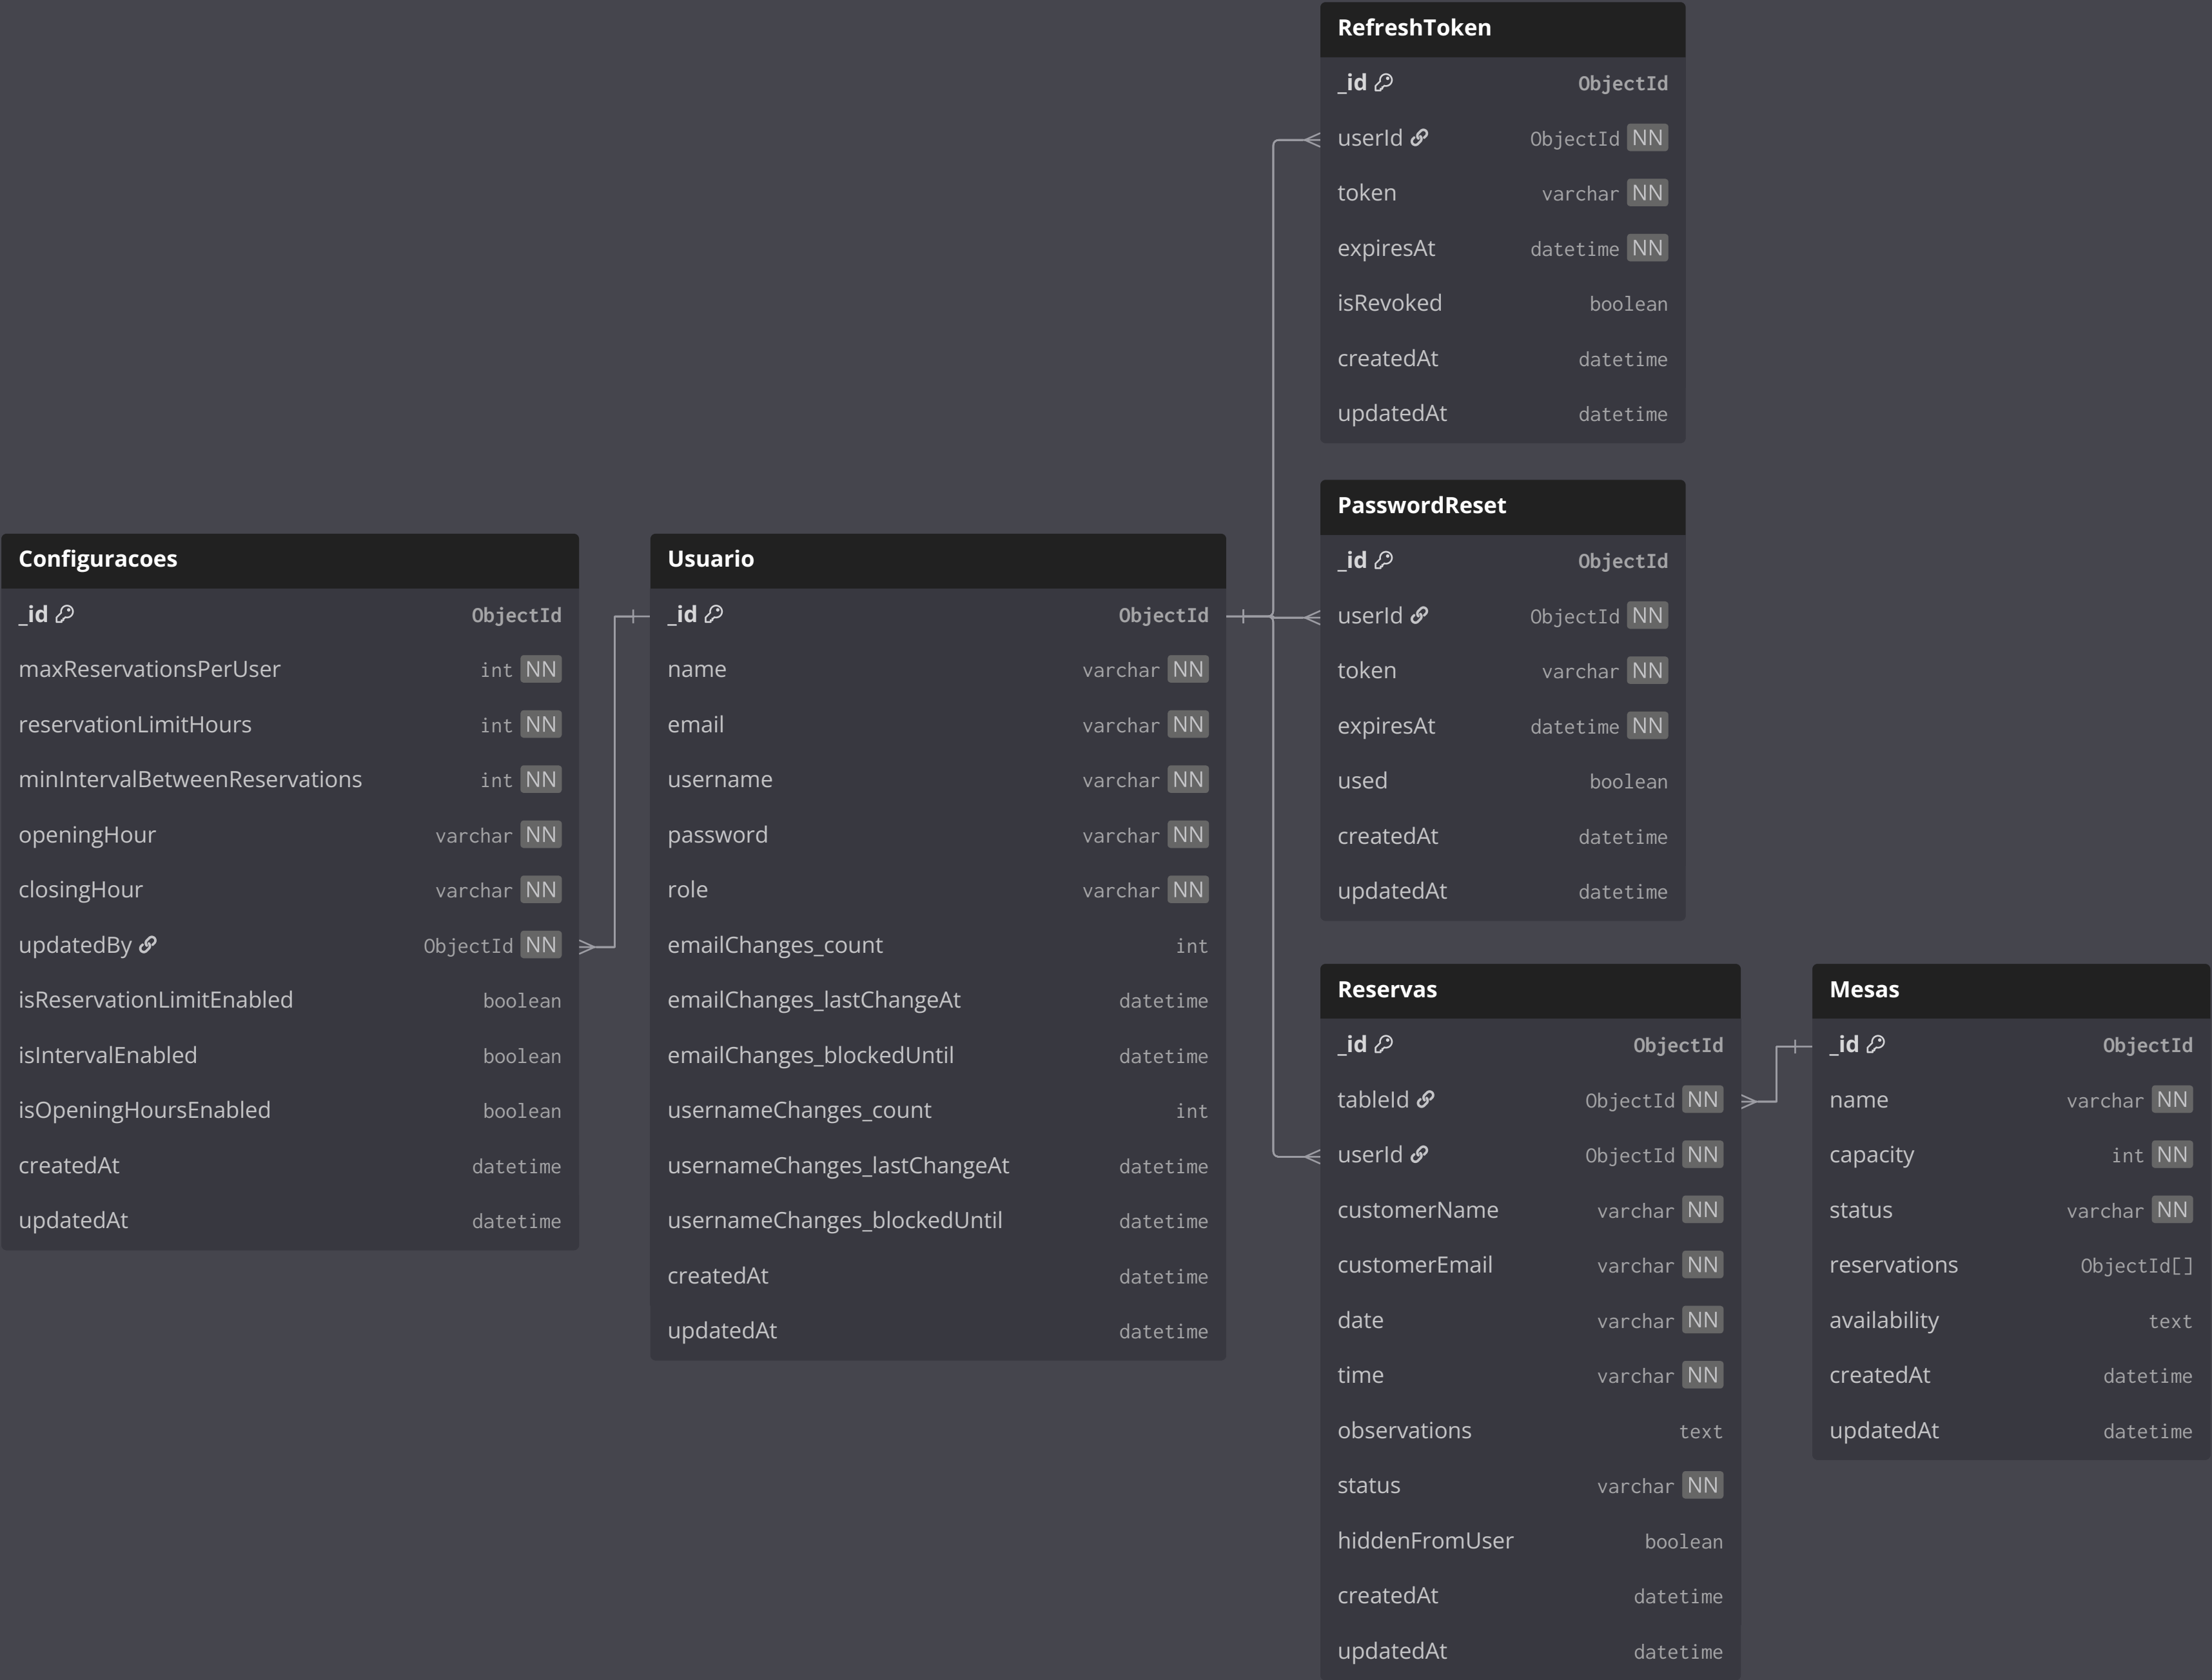 RefreshToken
_id ObjectId
userId ObjectId NN
token varchar NN
expiresAt datetime NN
isRevoked boolean
createdAt datetime
updatedAt datetime
PasswordReset
_id ObjectId
userId ObjectId NN
token varchar NN
expiresAt datetime NN
used boolean
createdAt datetime
updatedAt datetime
Configuracoes
_id ObjectId
maxReservationsPerUser int NN
reservationLimitHours int NN
minIntervalBetweenReservations int NN
openingHour varchar NN
closingHour varchar NN
updatedBy ObjectId NN
isReservationLimitEnabled boolean
isIntervalEnabled boolean
isOpeningHoursEnabled boolean
createdAt datetime
updatedAt datetime
Usuario
_id ObjectId
name varchar NN
email varchar NN
username varchar NN
password varchar NN
role varchar NN
emailChanges_count int
emailChanges_lastChangeAt datetime
emailChanges_blockedUntil datetime
usernameChanges_count int
usernameChanges_lastChangeAt datetime
usernameChanges_blockedUntil datetime
createdAt datetime
updatedAt datetime
Reservas
_id ObjectId
tableId ObjectId NN
userId ObjectId NN
customerName varchar NN
customerEmail varchar NN
date varchar NN
time varchar NN
observations text
status varchar NN
hiddenFromUser boolean
createdAt datetime
updatedAt datetime
Mesas
_id ObjectId
name varchar NN
capacity int NN
status varchar NN
reservations ObjectId[]
availability text
createdAt datetime
updatedAt datetime